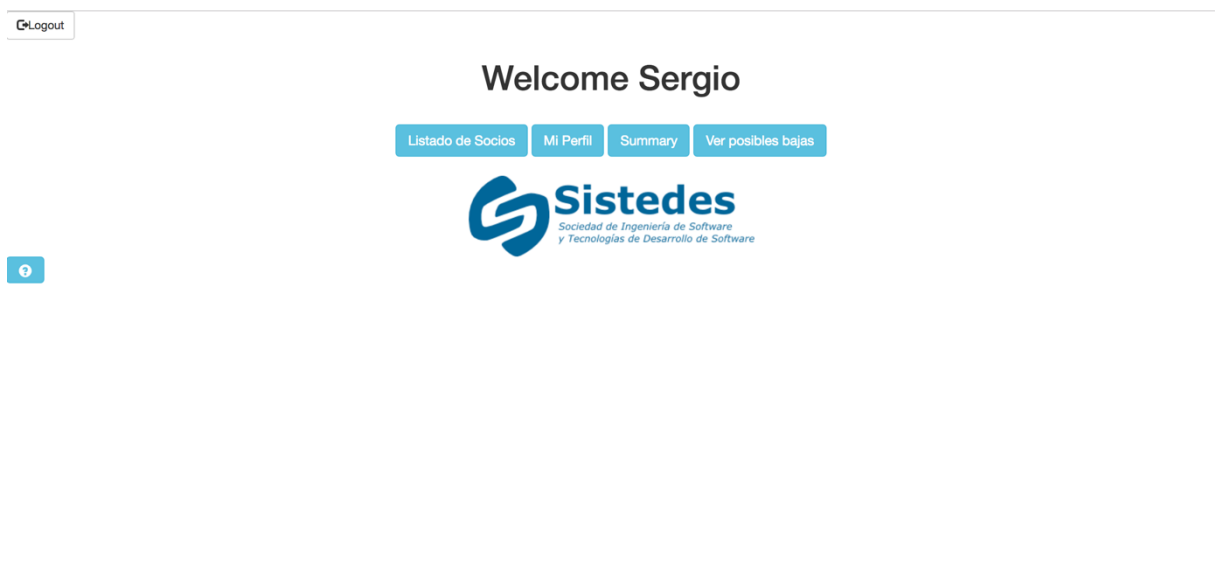 Logout
Welcome Sergio
Listado de Socios Mi Perfil Summary Ver posibles bajas
Sistedes
Sociedad de Ingeniería de Software
y Tecnologías de Desarrollo de Software
?